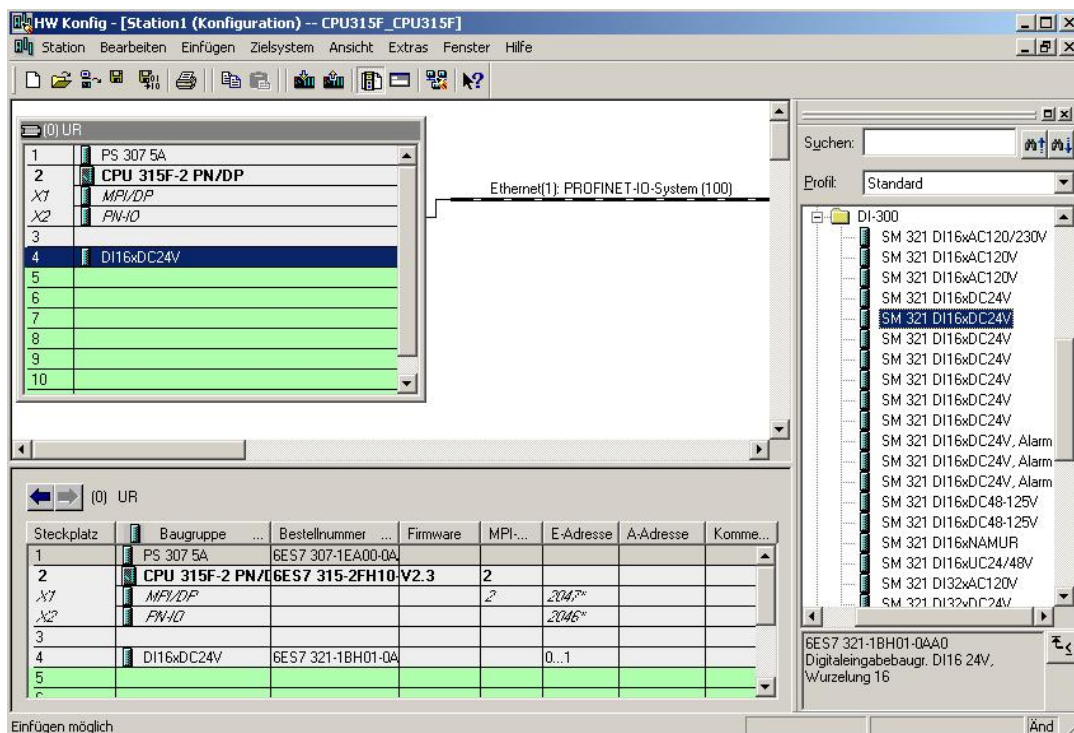 HW Konfig - [Station1 (Konfiguration) -- CPU315F_CPU315F]
Station Bearbeiten Einfügen Zielsystem Ansicht Extras Fenster Hilfe
(0) UR
1 PS 307 5A
2 CPU 315F-2 PN/DP
X1 MPI/DP
X2 PN-IO
3
4 DI16xDC24V
5
6
7
8
9
10
Ethernet(1): PROFINET-IO-System (100)
Suchen:
Profil: Standard
DI-300
SM 321 DI16xAC120/230V
SM 321 DI16xAC120V
SM 321 DI16xAC120V
SM 321 DI16xDC24V
SM 321 DI16xDC24V
SM 321 DI16xDC24V
SM 321 DI16xDC24V
SM 321 DI16xDC24V
SM 321 DI16xDC24V
SM 321 DI16xDC24V
SM 321 DI16xDC24V, Alarm
SM 321 DI16xDC24V, Alarm
SM 321 DI16xDC24V, Alarm
SM 321 DI16xDC48-125V
SM 321 DI16xDC48-125V
SM 321 DI16xNAMUR
SM 321 DI16xUC24/48V
SM 321 DI32xAC120V
SM 321 DI32xDC24V
6ES7 321-1BH01-0AA0
Digitaleingabebaugr. DI16 24V,
Wurzelung 16
(0) UR
Steckplatz Baugruppe ... Bestellnummer ... Firmware MPI-... E-Adresse A-Adresse Komme...
1 PS 307 5A 6ES7 307-1EA00-0A
2 CPU 315F-2 PN/D 6ES7 315-2FH10- V2.3 2
X1 MPI/DP 2 2047*
X2 PN-IO 2046*
3
4 DI16xDC24V 6ES7 321-1BH01-0A 0...1
5
6
Einfügen möglich
Änd